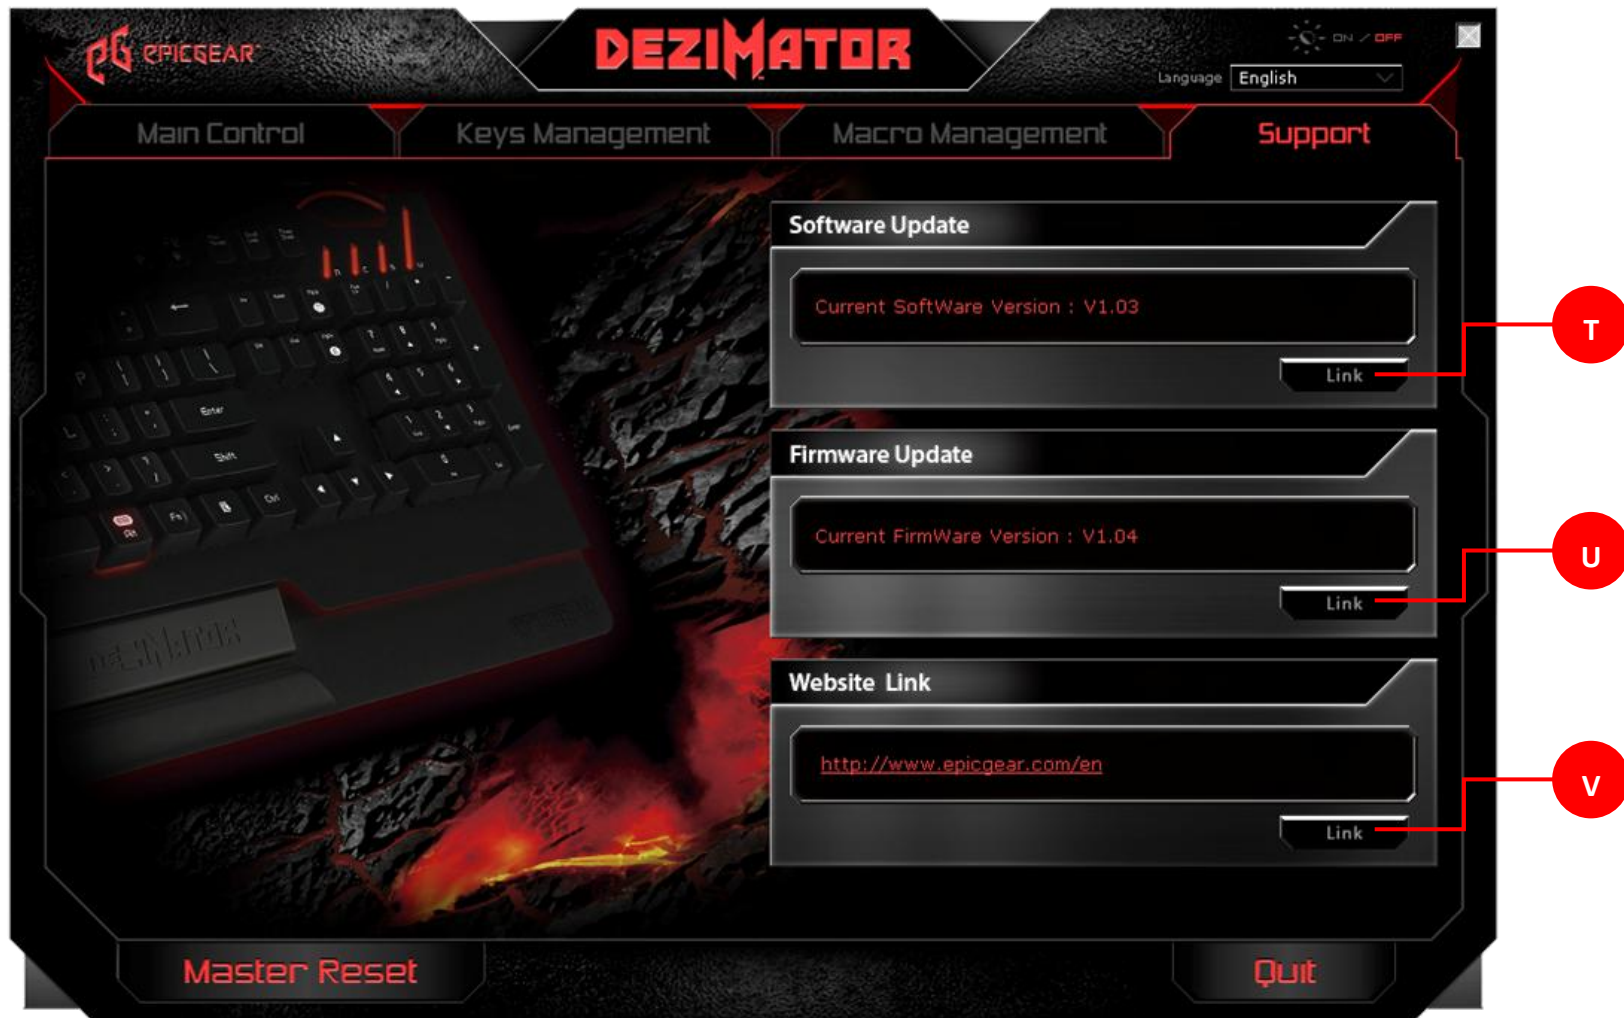 EPICGEAR
DEZIMATOR
ON / OFF
Language English
Main Control
Keys Management
Macro Management
Support
Software Update
Current SoftWare Version : V1.03
Link
T
Firmware Update
Current FirmWare Version : V1.04
Link
U
Website Link
http://www.epicgear.com/en
Link
V
Enter
Shift
Alt
Fn
Ctrl
DEZIMATOR
Master Reset
Quit